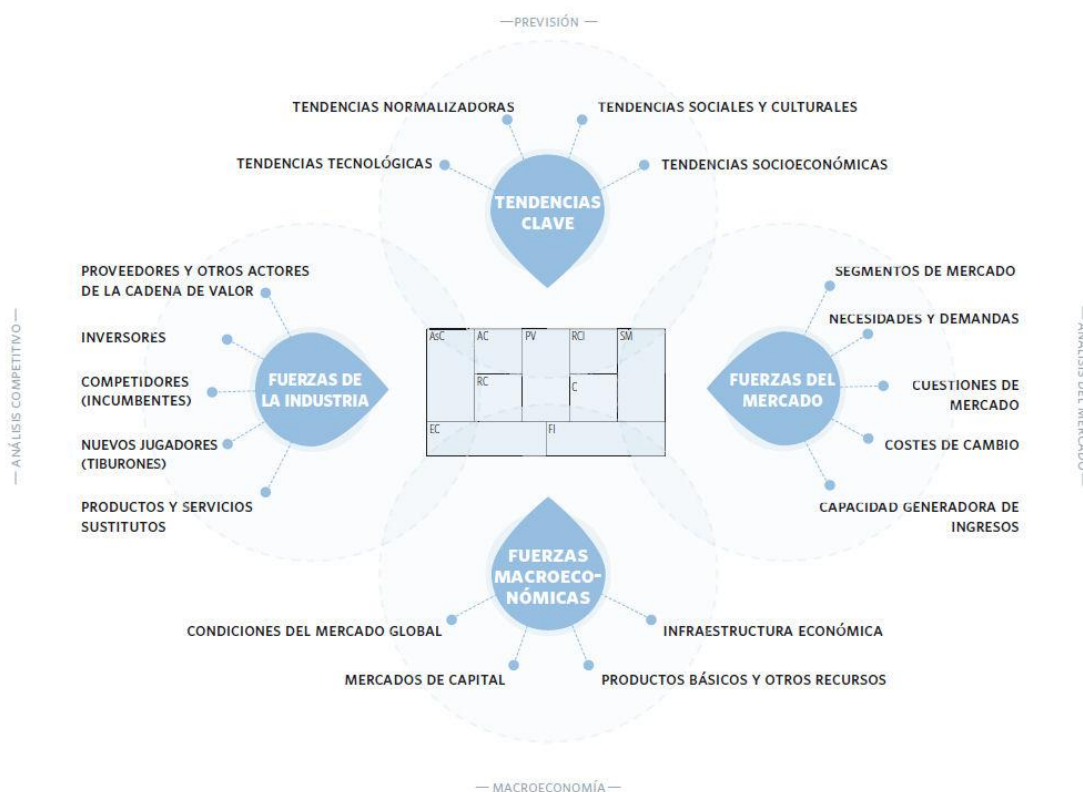 —PREVISIÓN —
TENDENCIAS NORMALIZADORAS
TENDENCIAS SOCIALES Y CULTURALES
TENDENCIAS TECNOLÓGICAS
TENDENCIAS SOCIOECONÓMICAS
TENDENCIAS
CLAVE
PROVEEDORES Y OTROS ACTORES
DE LA CADENA DE VALOR
INVERSORES
COMPETIDORES
(INCUMBENTES)
NUEVOS JUGADORES
(TIBURONES)
PRODUCTOS Y SERVICIOS
SUSTITUTOS
— ANÁLISIS COMPETITIVO —
FUERZAS DE
LA INDUSTRIA
AsC
AC
PV
RCl
SM
RC
C
EC
FI
FUERZAS DEL
MERCADO
SEGMENTOS DE MERCADO
NECESIDADES Y DEMANDAS
CUESTIONES DE
MERCADO
COSTES DE CAMBIO
CAPACIDAD GENERADORA DE
INGRESOS
— ANÁLISIS DEL MERCADO —
FUERZAS
MACROECO-
NÓMICAS
CONDICIONES DEL MERCADO GLOBAL
INFRAESTRUCTURA ECONÓMICA
MERCADOS DE CAPITAL
PRODUCTOS BÁSICOS Y OTROS RECURSOS
— MACROECONOMÍA —